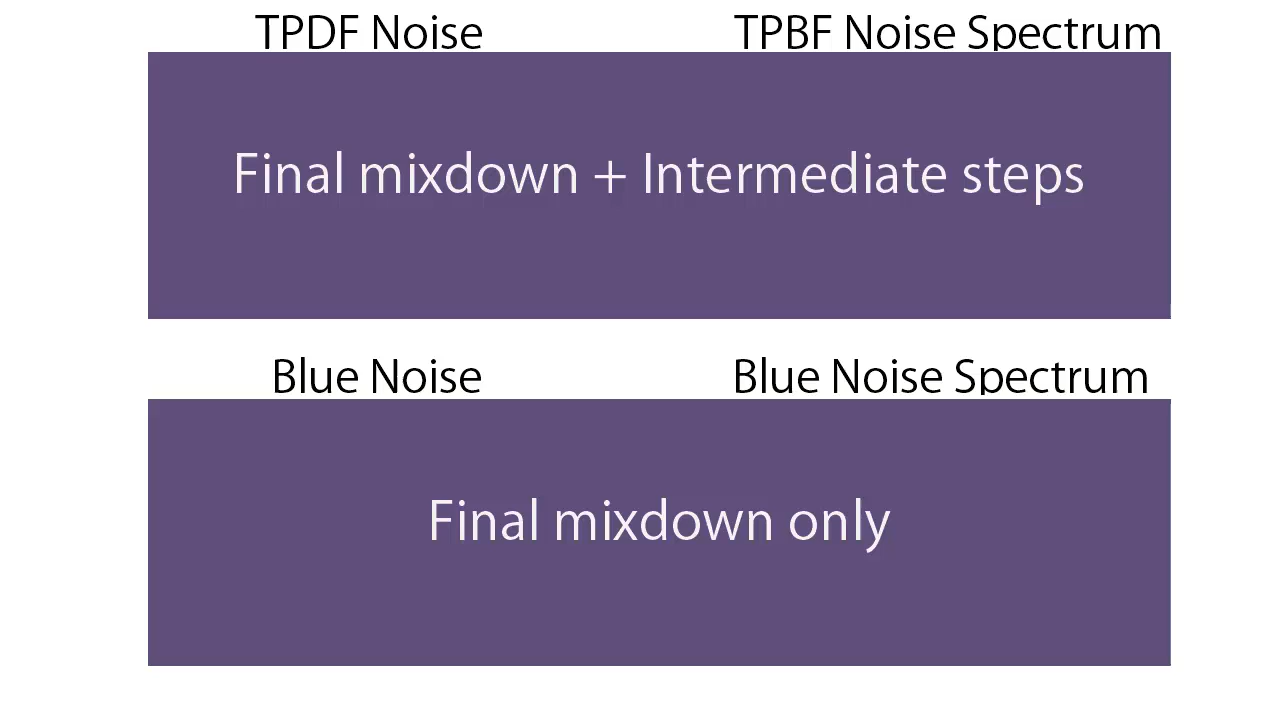 TPDF Noise TPBF Noise Spectrum
Final mixdown + Intermediate steps
Blue Noise Blue Noise Spectrum
Final mixdown only